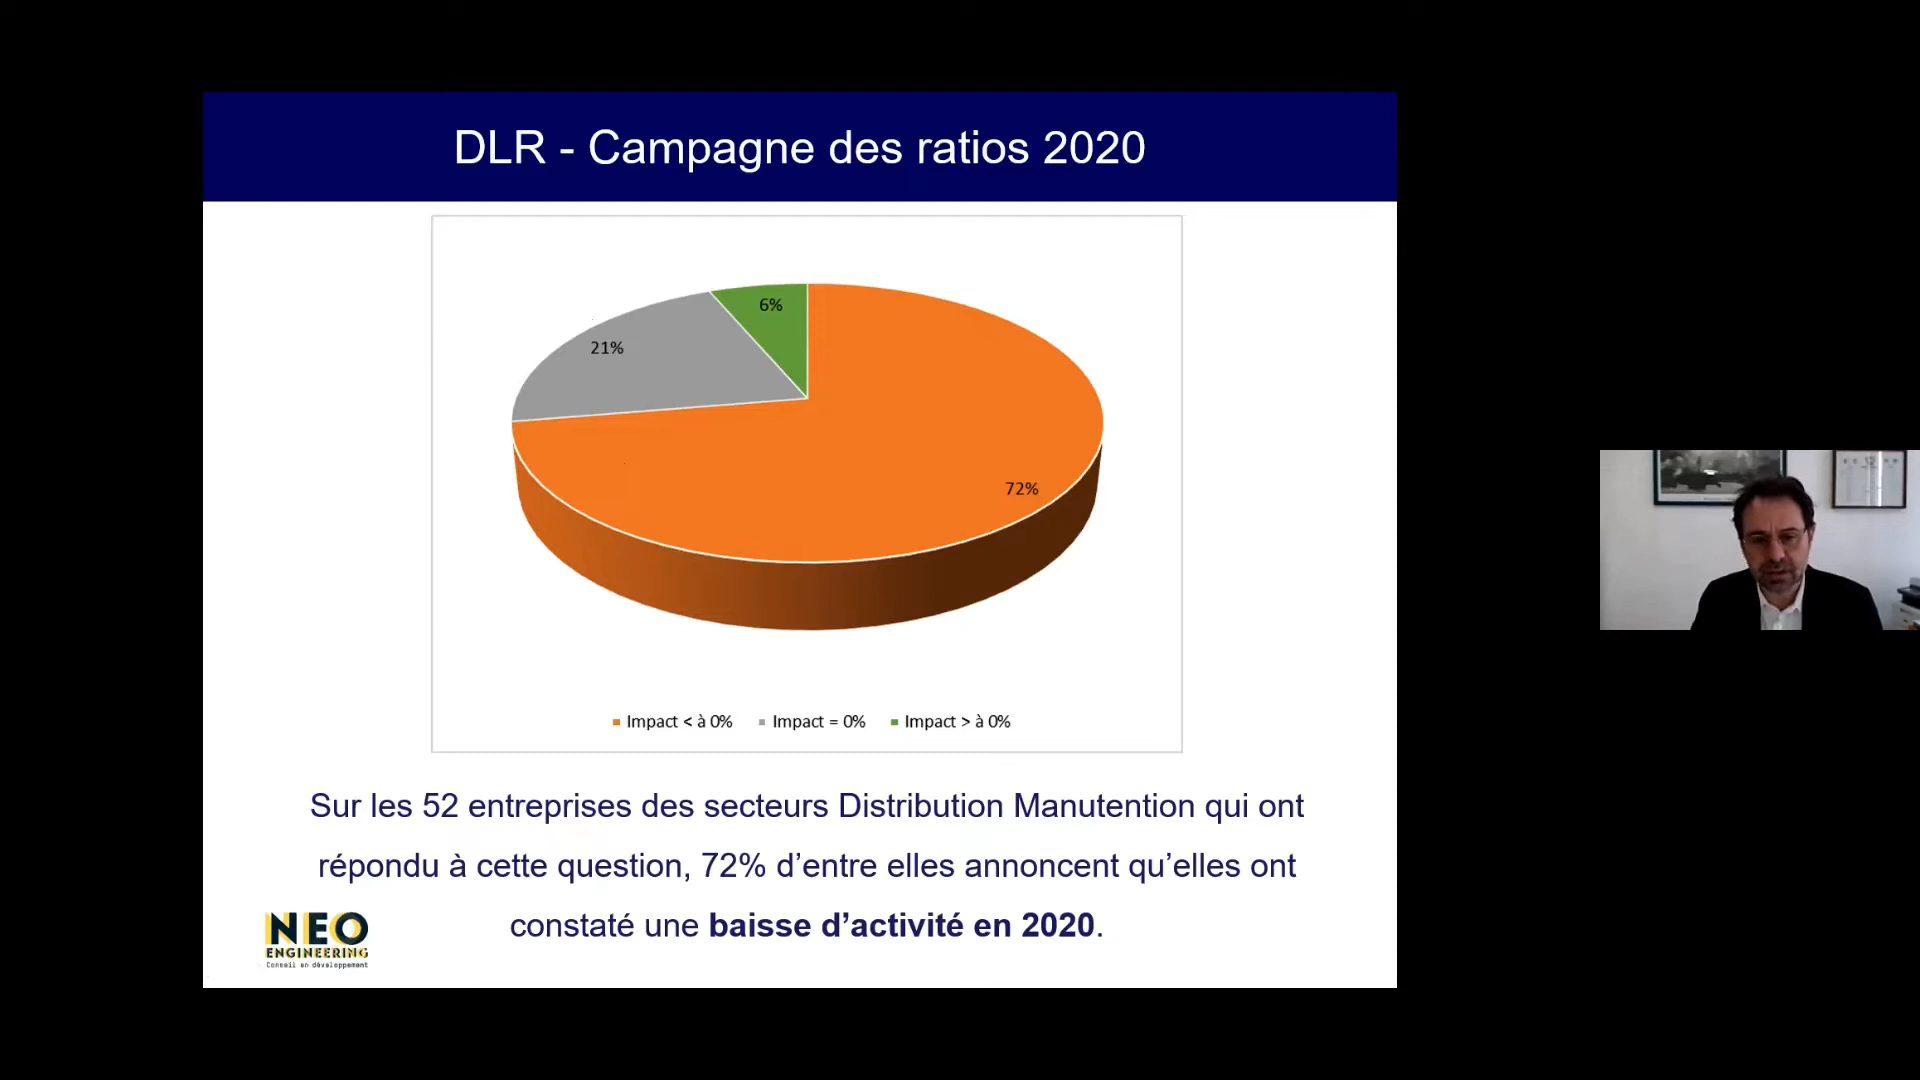 DLR - Campagne des ratios 2020
6%
21%
72%
Impact < à 0% Impact = 0% Impact > à 0%
Sur les 52 entreprises des secteurs Distribution Manutention qui ont
répondu à cette question, 72% d’entre elles annoncent qu’elles ont
constaté une baisse d’activité en 2020.
NEO
ENGINEERING
Conseil en développement